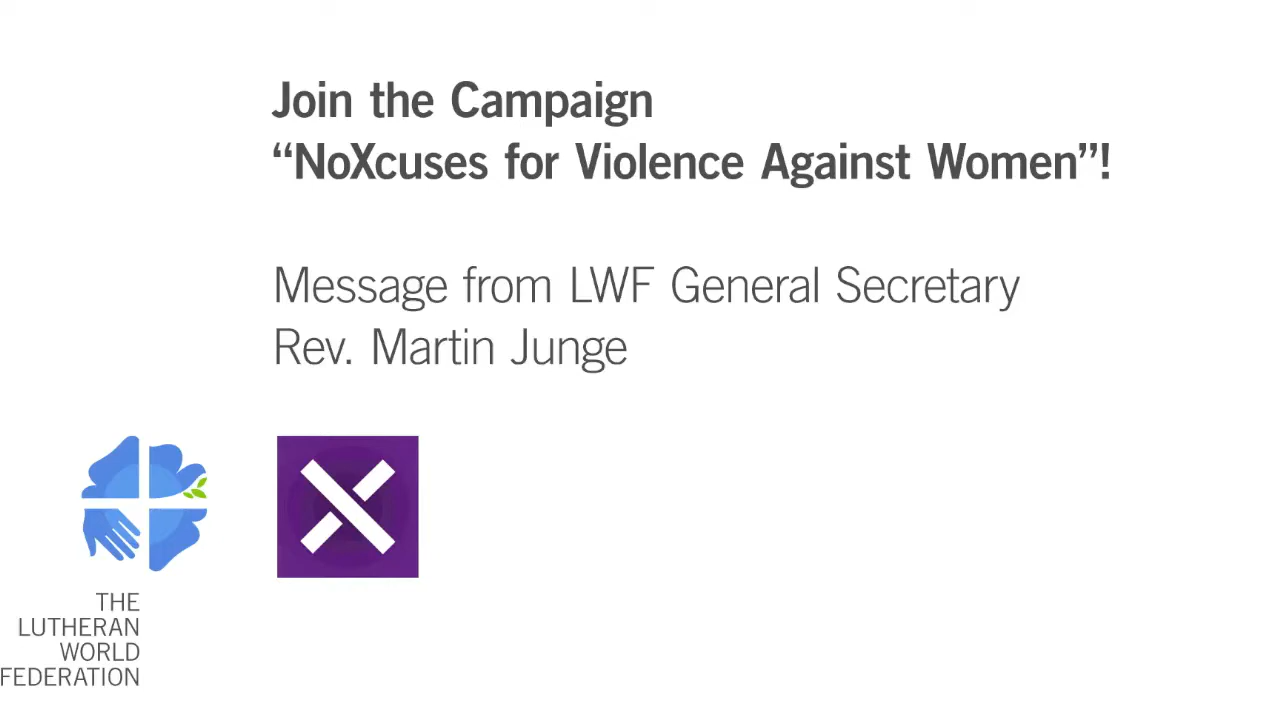 Join the Campaign
“NoXcuses for Violence Against Women”!
Message from LWF General Secretary
Rev. Martin Junge
THE
LUTHERAN
WORLD
FEDERATION